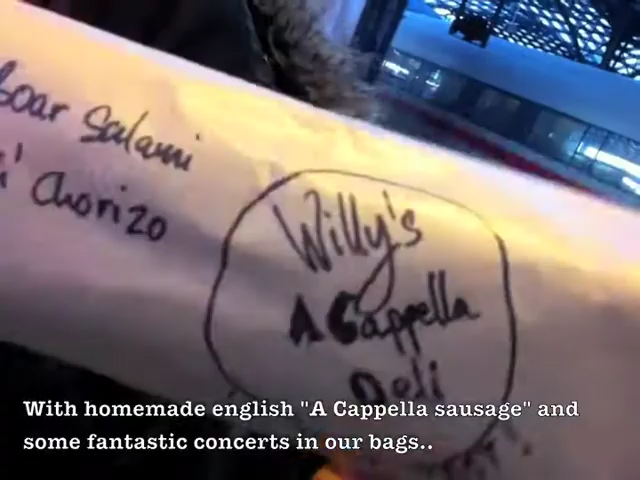 Boar Salami
Chorizo
Willy's
A Cappella
Deli
With homemade english "A Cappella sausage" and
some fantastic concerts in our bags..